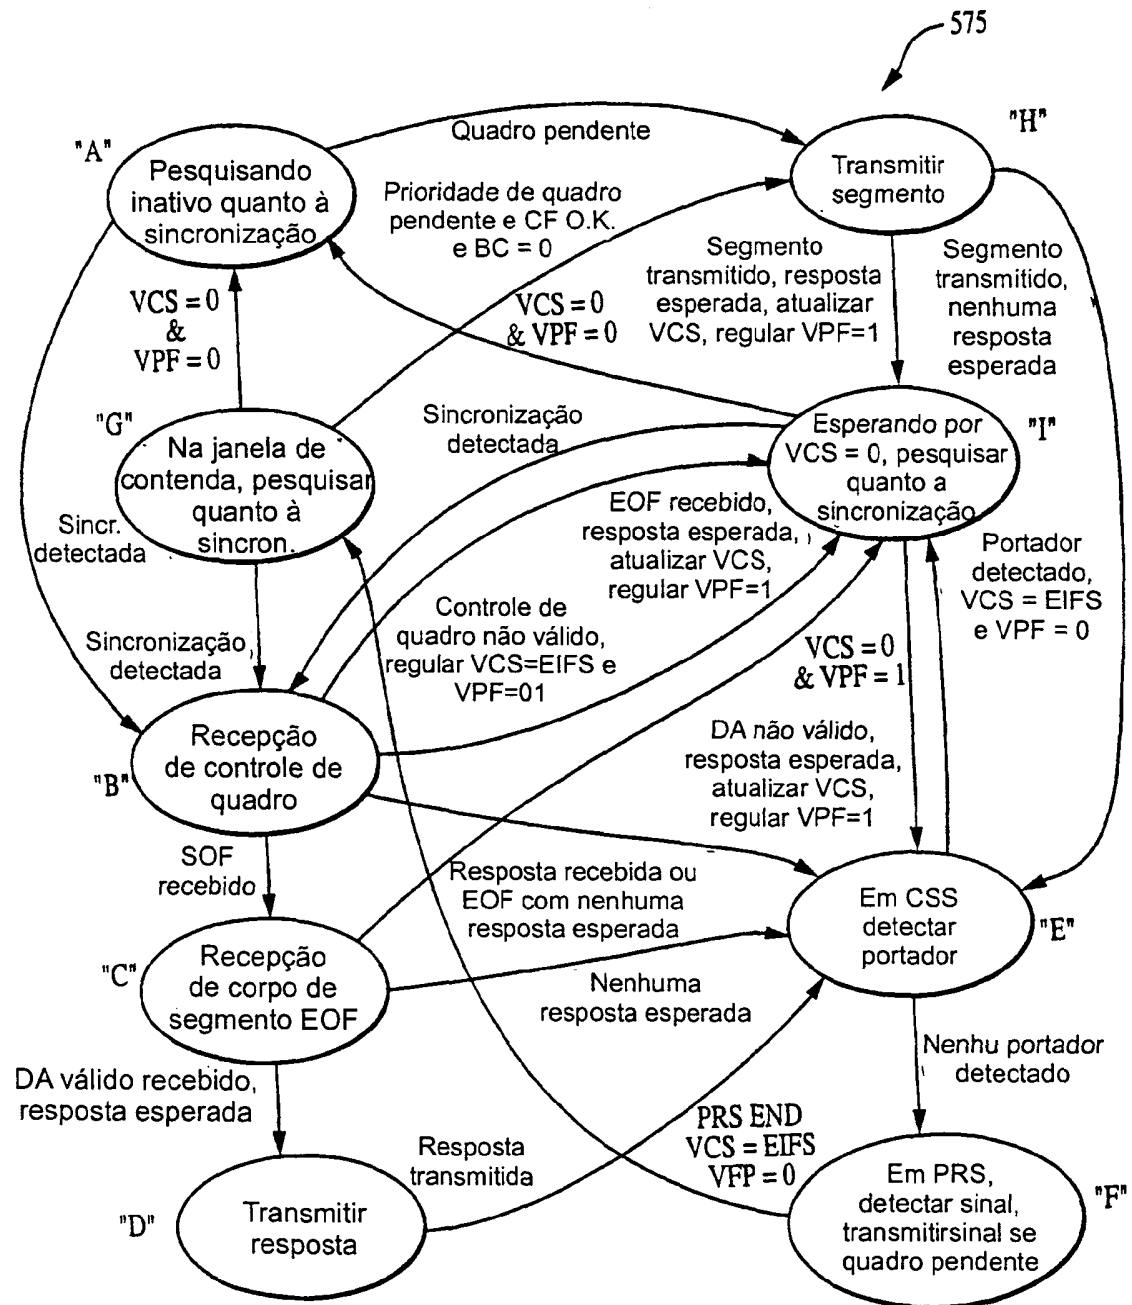 575
"A"
Pesquisando
inativo quanto à
sincronização
Quadro pendente
"H"
Transmitir
segmento
Prioridade de quadro
pendente e CF O.K.
e BC = 0
VCS = 0
&
VPF = 0
VCS = 0
& VPF = 0
Segmento
transmitido, resposta
esperada, atualizar
VCS, regular VPF=1
Segmento
transmitido,
nenhuma
resposta
esperada
"G"
Na janela de
contenda, pesquisar
quanto à
sincron.
Sincronização
detectada
Esperando por
VCS = 0, pesquisar
quanto a
sincronização
"I"
Sincr.
detectada
EOF recebido,
resposta esperada,
atualizar VCS,
regular VPF=1
Portador
detectado,
VCS = EIFS
e VPF = 0
Sincronização,
detectada
Controle de
quadro não válido,
regular VCS=EIFS e
VPF=01
VCS = 0
& VPF = 1
Recepção
de controle de
quadro
"B"
DA não válido,
resposta esperada,
atualizar VCS,
regular VPF=1
SOF
recebido
Resposta recebida ou
EOF com nenhuma
resposta esperada
Em CSS
detectar
portador
"E"
"C"
Recepção
de corpo de
segmento EOF
Nenhuma
resposta esperada
Nenhu portador
detectado
DA válido recebido,
resposta esperada
PRS END
VCS = EIFS
VFP = 0
Resposta
transmitida
"D"
Transmitir
resposta
Em PRS,
detectar sinal,
transmitirsinal se
quadro pendente
"F"